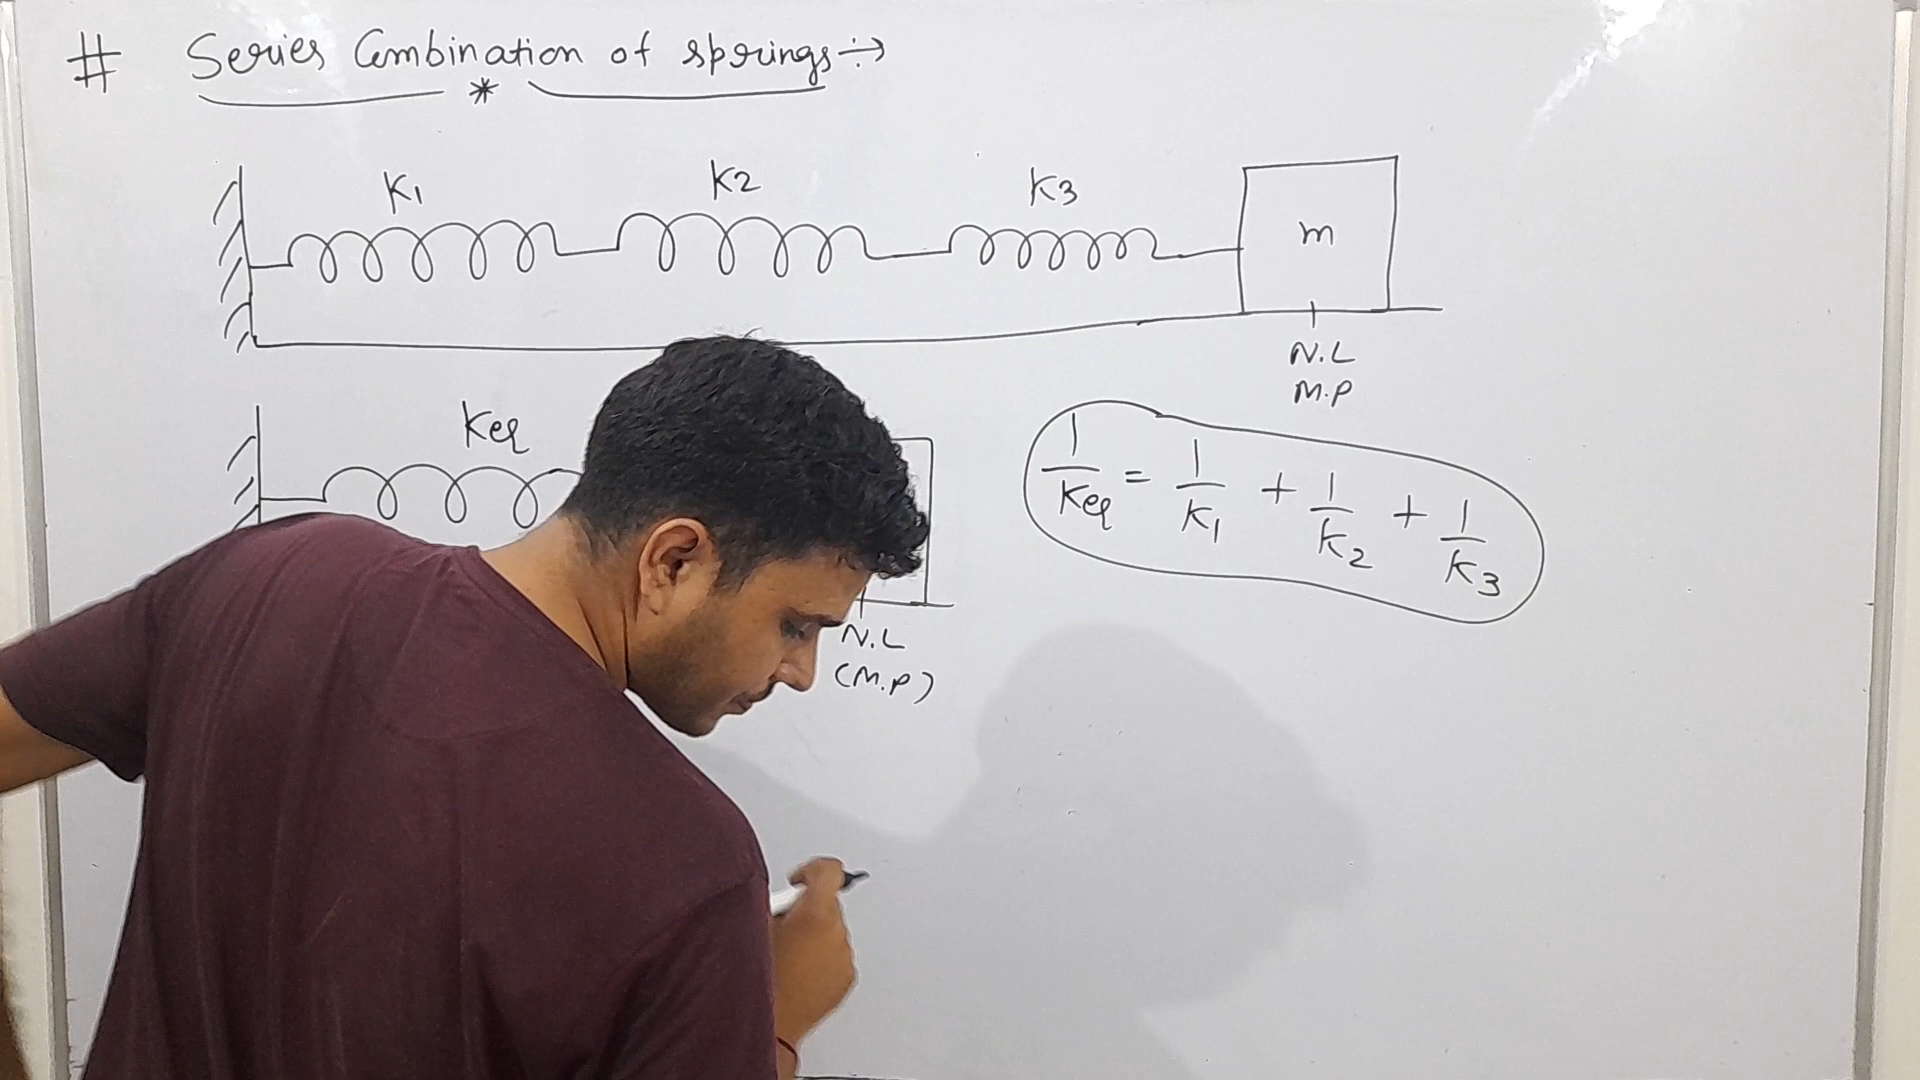 # Series Combination of springs ÷→
*
K1 K2 K3
m
N.L
M.P
Keq
1/Keq = 1/K1 + 1/K2 + 1/K3
N.L
(M.P)